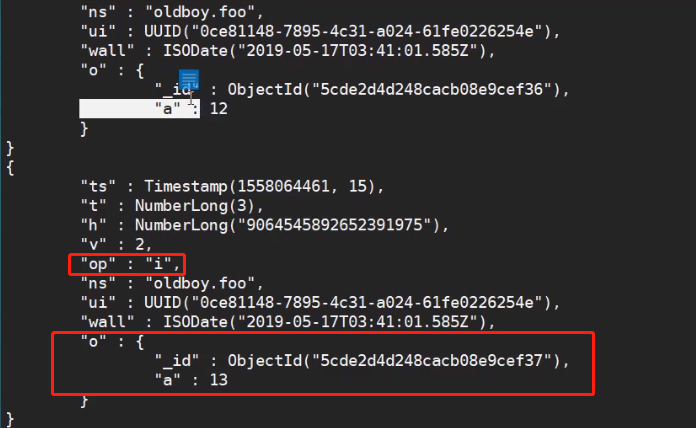 "ns" : "oldboy.foo",
"ui" : UUID("0ce81148-7895-4c31-a024-61fe0226254e"),
"wall" : ISODate("2019-05-17T03:41:01.585Z"),
"o" : {
"_id" : ObjectId("5cde2d4d248cacb08e9cef36"),
"a" : 12
}
}
{
"ts" : Timestamp(1558064461, 15),
"t" : NumberLong(3),
"h" : NumberLong("9064545892652391975"),
"v" : 2,
"op" : "i",
"ns" : "oldboy.foo",
"ui" : UUID("0ce81148-7895-4c31-a024-61fe0226254e"),
"wall" : ISODate("2019-05-17T03:41:01.585Z"),
"o" : {
"_id" : ObjectId("5cde2d4d248cacb08e9cef37"),
"a" : 13
}
}